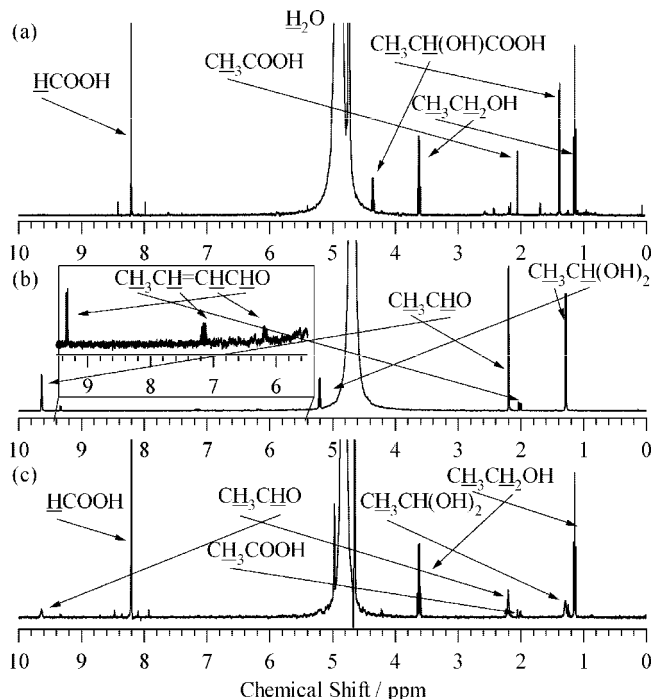 (a)
H₂O
CH₃CH(OH)COOH
CH₃COOH
HCOOH
CH₃CH₂OH
10 9 8 7 6 5 4 3 2 1 0
(b)
CH₃CH=CHCHO
CH₃CH(OH)₂
CH₃CHO
9 8 7 6
10 9 8 7 6 5 4 3 2 1 0
(c)
CH₃CH₂OH
HCOOH
CH₃CHO
CH₃CH(OH)₂
CH₃COOH
10 9 8 7 6 5 4 3 2 1 0
Chemical Shift / ppm